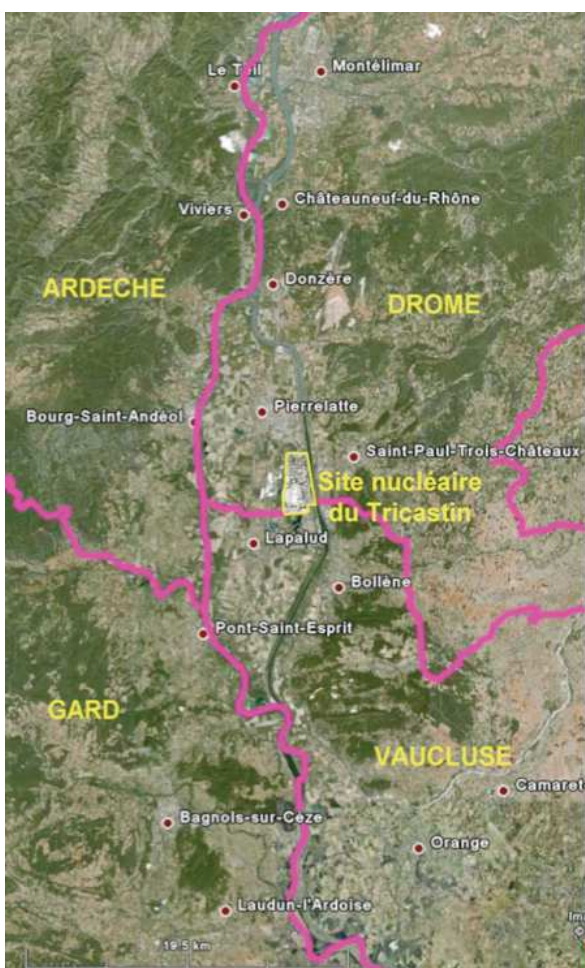 Montélimar
Le Teil
Châteauneuf-du-Rhône
Viviers
ARDECHE
Donzère
DROME
Pierrelatte
Bourg-Saint-Andéol
Saint-Paul-Trois-Châteaux
Site nucléaire
du Tricastin
Lapalud
Bollène
Pont-Saint-Esprit
GARD
VAUCLUSE
Camaret
Bagnols-sur-Cèze
Orange
Laudun-l'Ardoise
Ima
19.5 km